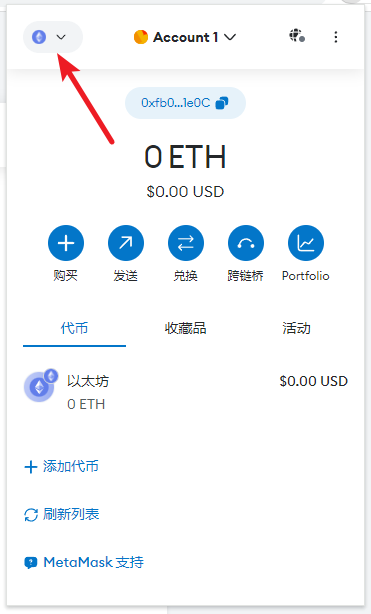 Account 1
0xfb0...1e0C
0 ETH
$0.00 USD
购买 发送 兑换 跨链桥 Portfolio
代币 收藏品 活动
以太坊 $0.00 USD
0 ETH
添加代币
刷新列表
MetaMask 支持